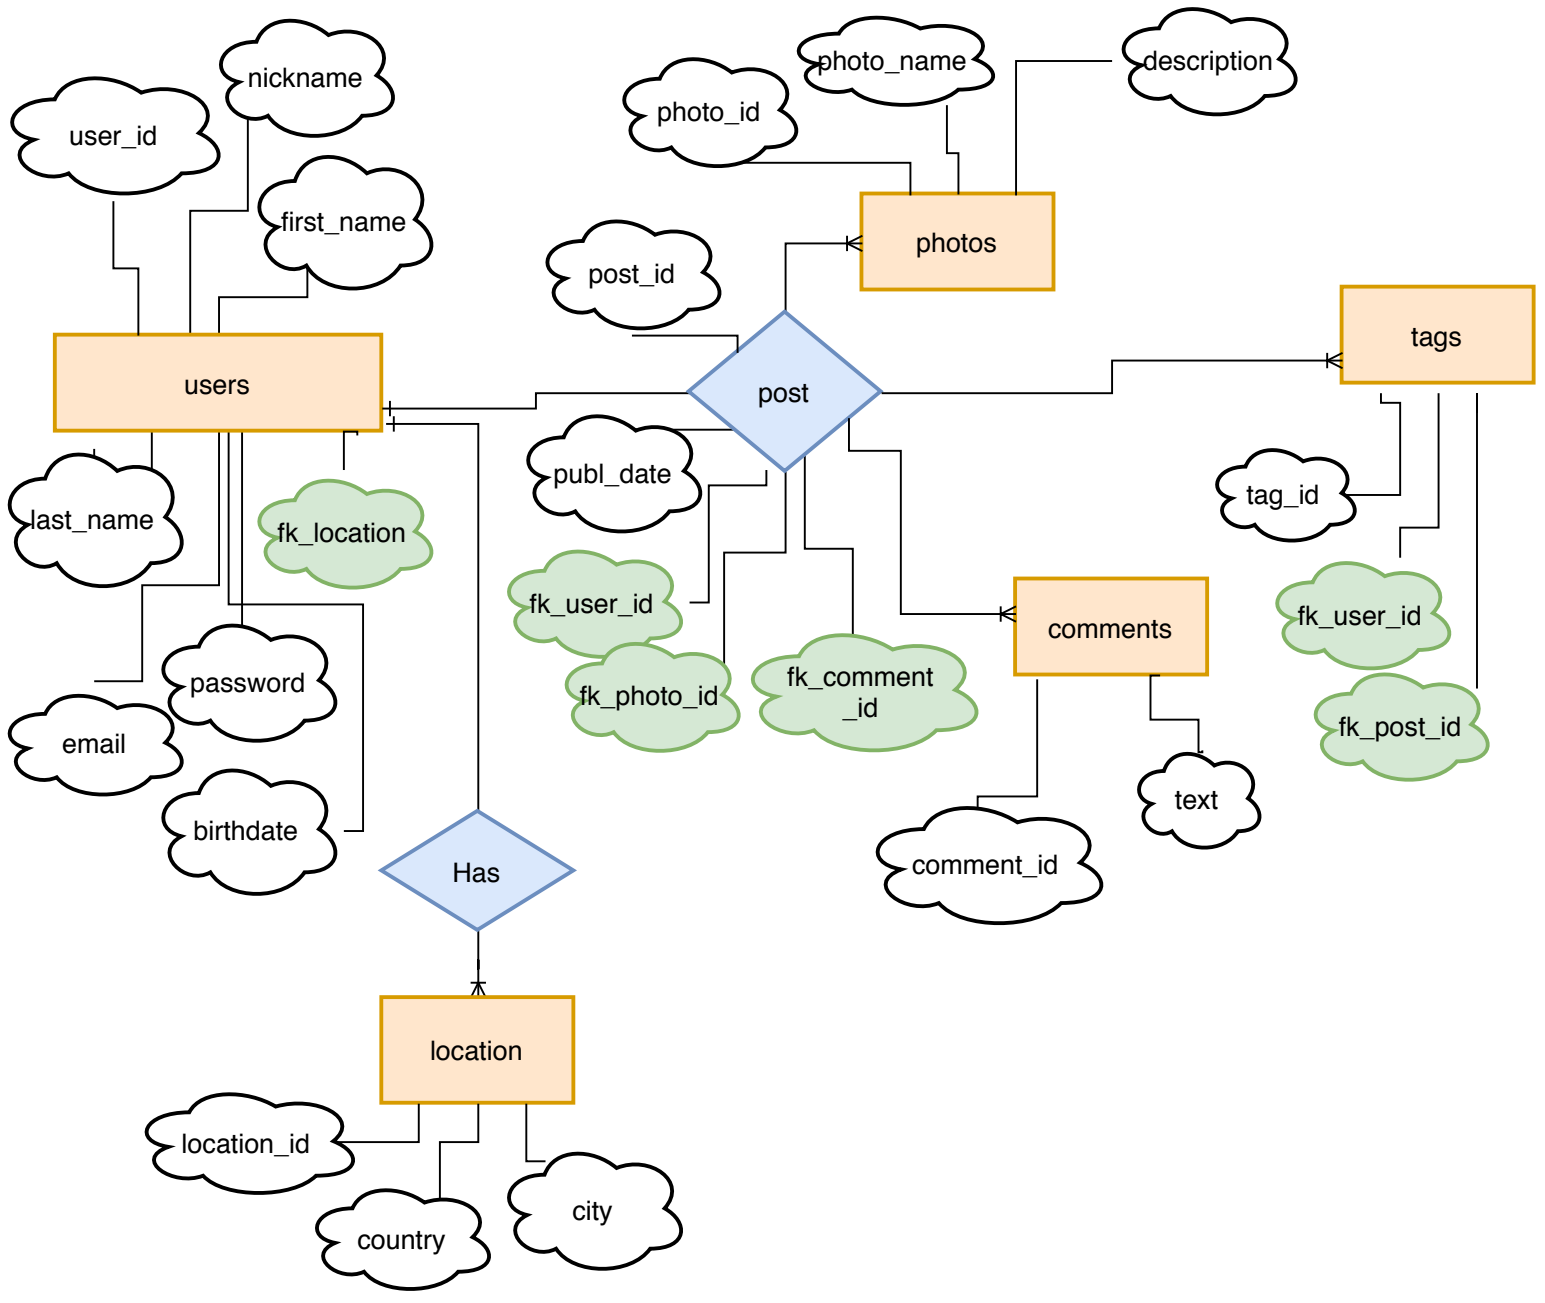 nickname
user_id
first_name
users
last_name
fk_location
password
email
birthdate
Has
location
location_id
country
city
photo_name
description
photo_id
photos
post_id
post
publ_date
fk_user_id
fk_photo_id
fk_comment
_id
comments
text
comment_id
tags
tag_id
fk_user_id
fk_post_id